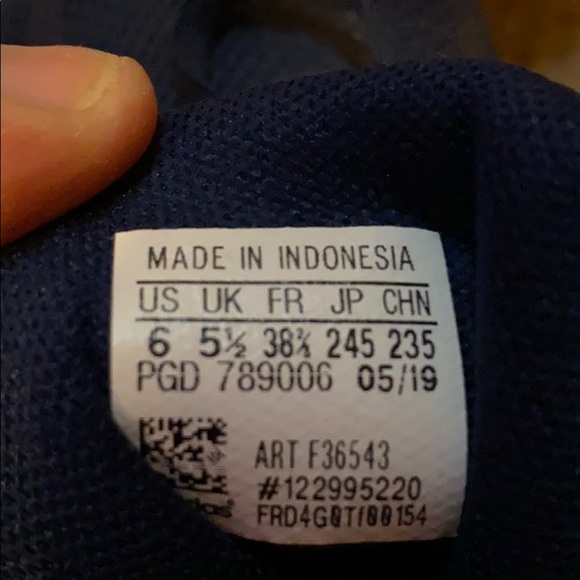 MADE IN INDONESIA
US UK FR JP CHN
6 5½ 38⅔ 245 235
PGD 789006 05/19
ART F36543
#122995220